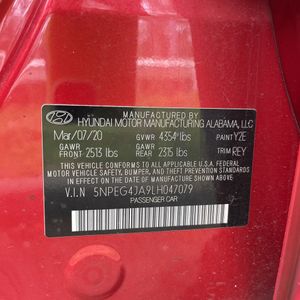 MANUFACTURED BY
HYUNDAI MOTOR MANUFACTURING ALABAMA, LLC
Mar/07/20 GVWR 4354 lbs PAINT Y2E
GAWR FRONT 2513 lbs GAWR REAR 2315 lbs TRIM REY
THIS VEHICLE CONFORMS TO ALL APPLICABLE
FEDERAL MOTOR VEHICLE SAFETY,
BUMPER, AND THEFT PREVENTION STANDARDS
IN EFFECT ON THE DATE OF
MANUFACTURE SHOWN ABOVE.
V.I.N 5NPEG4JA9LH047079
PASSENGER CAR